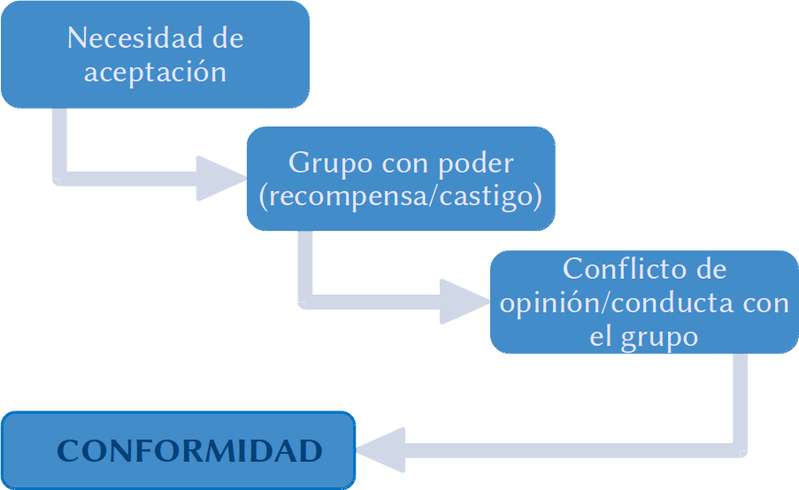 Necesidad de
aceptación
Grupo con poder
(recompensa/castigo)
Conflicto de
opinión/conducta con
el grupo
CONFORMIDAD